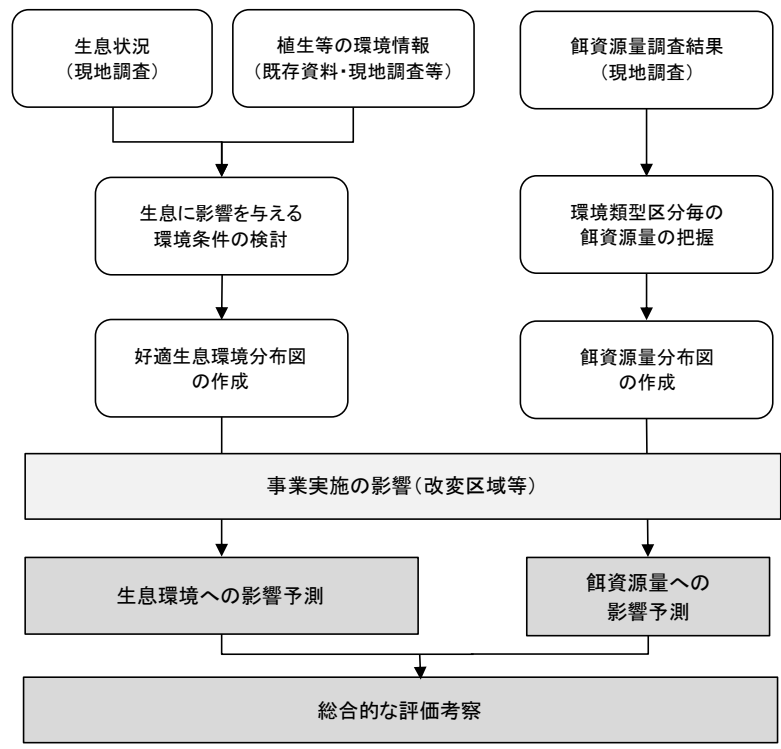 生息状況
（現地調査）
植生等の環境情報
（既存資料・現地調査等）
餌資源量調査結果
（現地調査）
生息に影響を与える
環境条件の検討
環境類型区分毎の
餌資源量の把握
好適生息環境分布図
の作成
餌資源量分布図
の作成
事業実施の影響（改変区域等）
生息環境への影響予測
餌資源量への
影響予測
総合的な評価考察